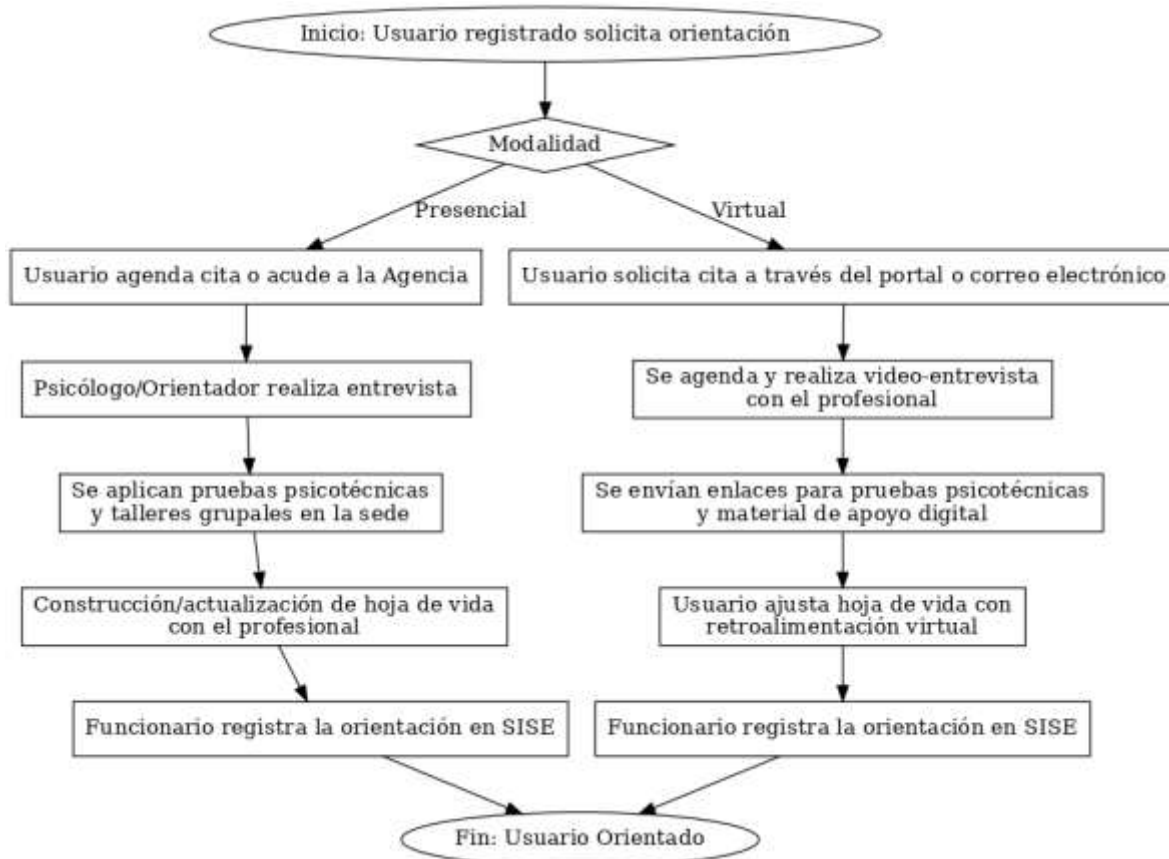 Inicio: Usuario registrado solicita orientación
Modalidad
Presencial
Virtual
Usuario agenda cita o acude a la Agencia
Usuario solicita cita a través del portal o correo electrónico
Psicólogo/Orientador realiza entrevista
Se agenda y realiza video-entrevista
con el profesional
Se aplican pruebas psicotécnicas
y talleres grupales en la sede
Se envían enlaces para pruebas psicotécnicas
y material de apoyo digital
Construcción/actualización de hoja de vida
con el profesional
Usuario ajusta hoja de vida con
retroalimentación virtual
Funcionario registra la orientación en SISE
Funcionario registra la orientación en SISE
Fin: Usuario Orientado